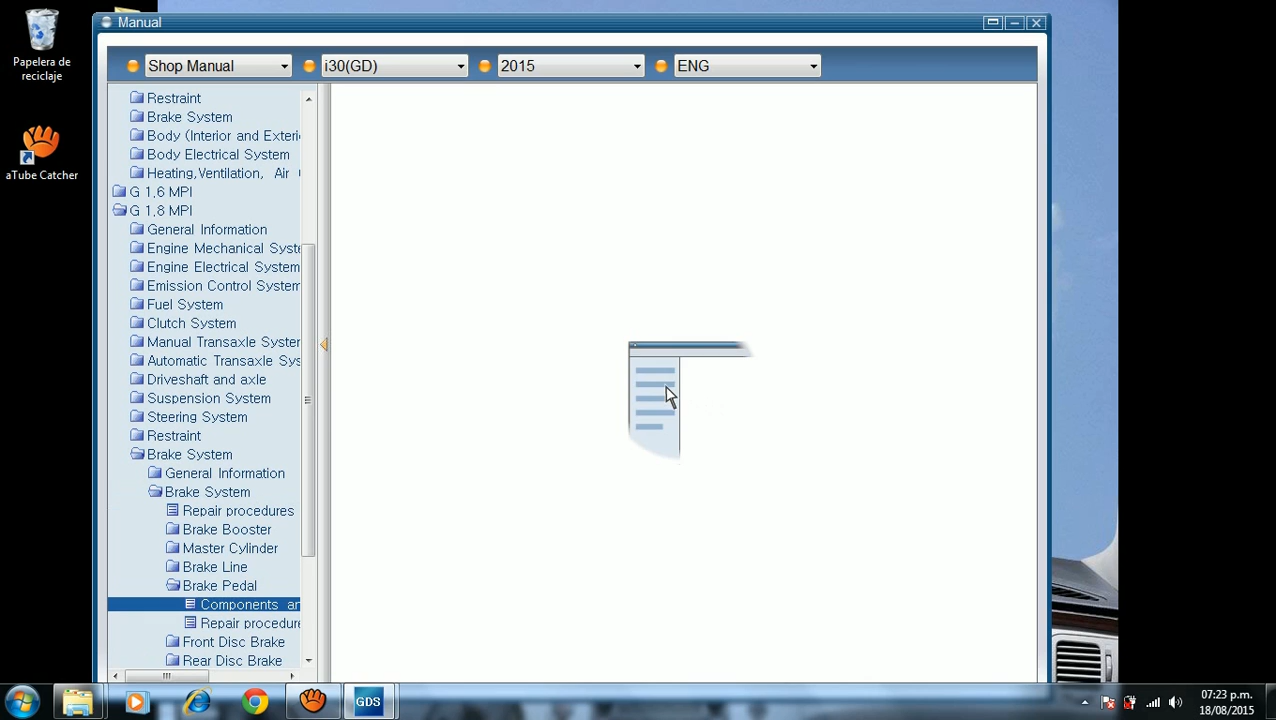 Papelera de
reciclaje
aTube Catcher
Manual
Shop Manual
i30(GD)
2015
ENG
Restraint
Brake System
Body (Interior and Exteri
Body Electrical System
Heating,Ventilation, Air
G 1.6 MPI
G 1.8 MPI
General Information
Engine Mechanical Syste
Engine Electrical System
Emission Control System
Fuel System
Clutch System
Manual Transaxle System
Automatic Transaxle Sys
Driveshaft and axle
Suspension System
Steering System
Restraint
Brake System
General Information
Brake System
Repair procedures
Brake Booster
Master Cylinder
Brake Line
Brake Pedal
Components an
Repair procedure
Front Disc Brake
Rear Disc Brake
GDS
07:23 p.m.
18/08/2015